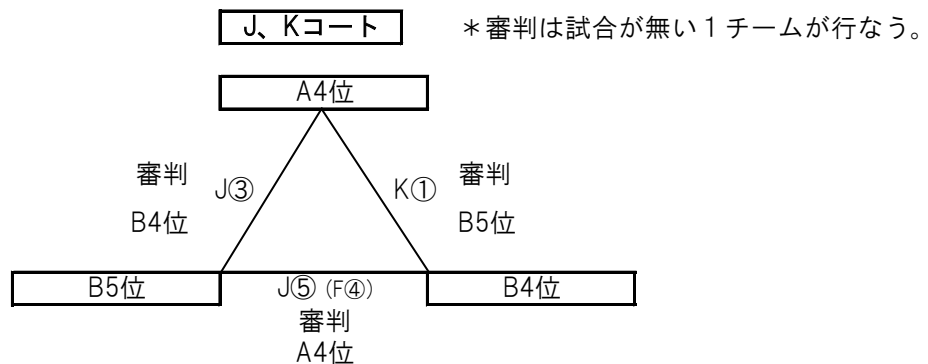 J、Kコート
＊審判は試合が無い１チームが行なう。
A4位
審判
J③
B4位
K①
審判
B5位
B5位
J⑤ (F④)
B4位
審判
A4位